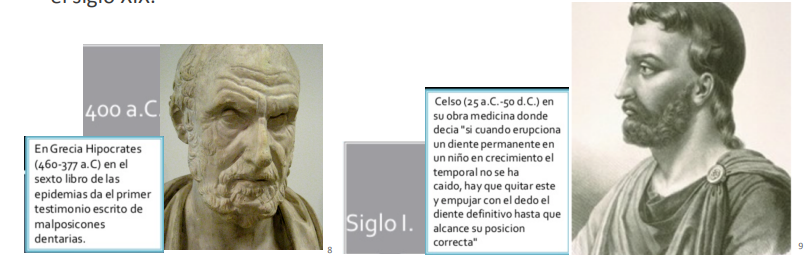 el siglo XIX.
400 a.C.
En Grecia Hipocrates
(460-377 a.C) en el
sexto libro de las
epidemias da el primer
testimonio escrito de
malposicones
dentarias.
8
Siglo I.
Celso (25 a.C.-50 d.C.) en
su obra medicina donde
decia "si cuando erupciona
un diente permanente en
un niño en crecimiento el
temporal no se ha
caido, hay que quitar este
y empujar con el dedo el
diente definitivo hasta que
alcance su posicion
correcta"
9